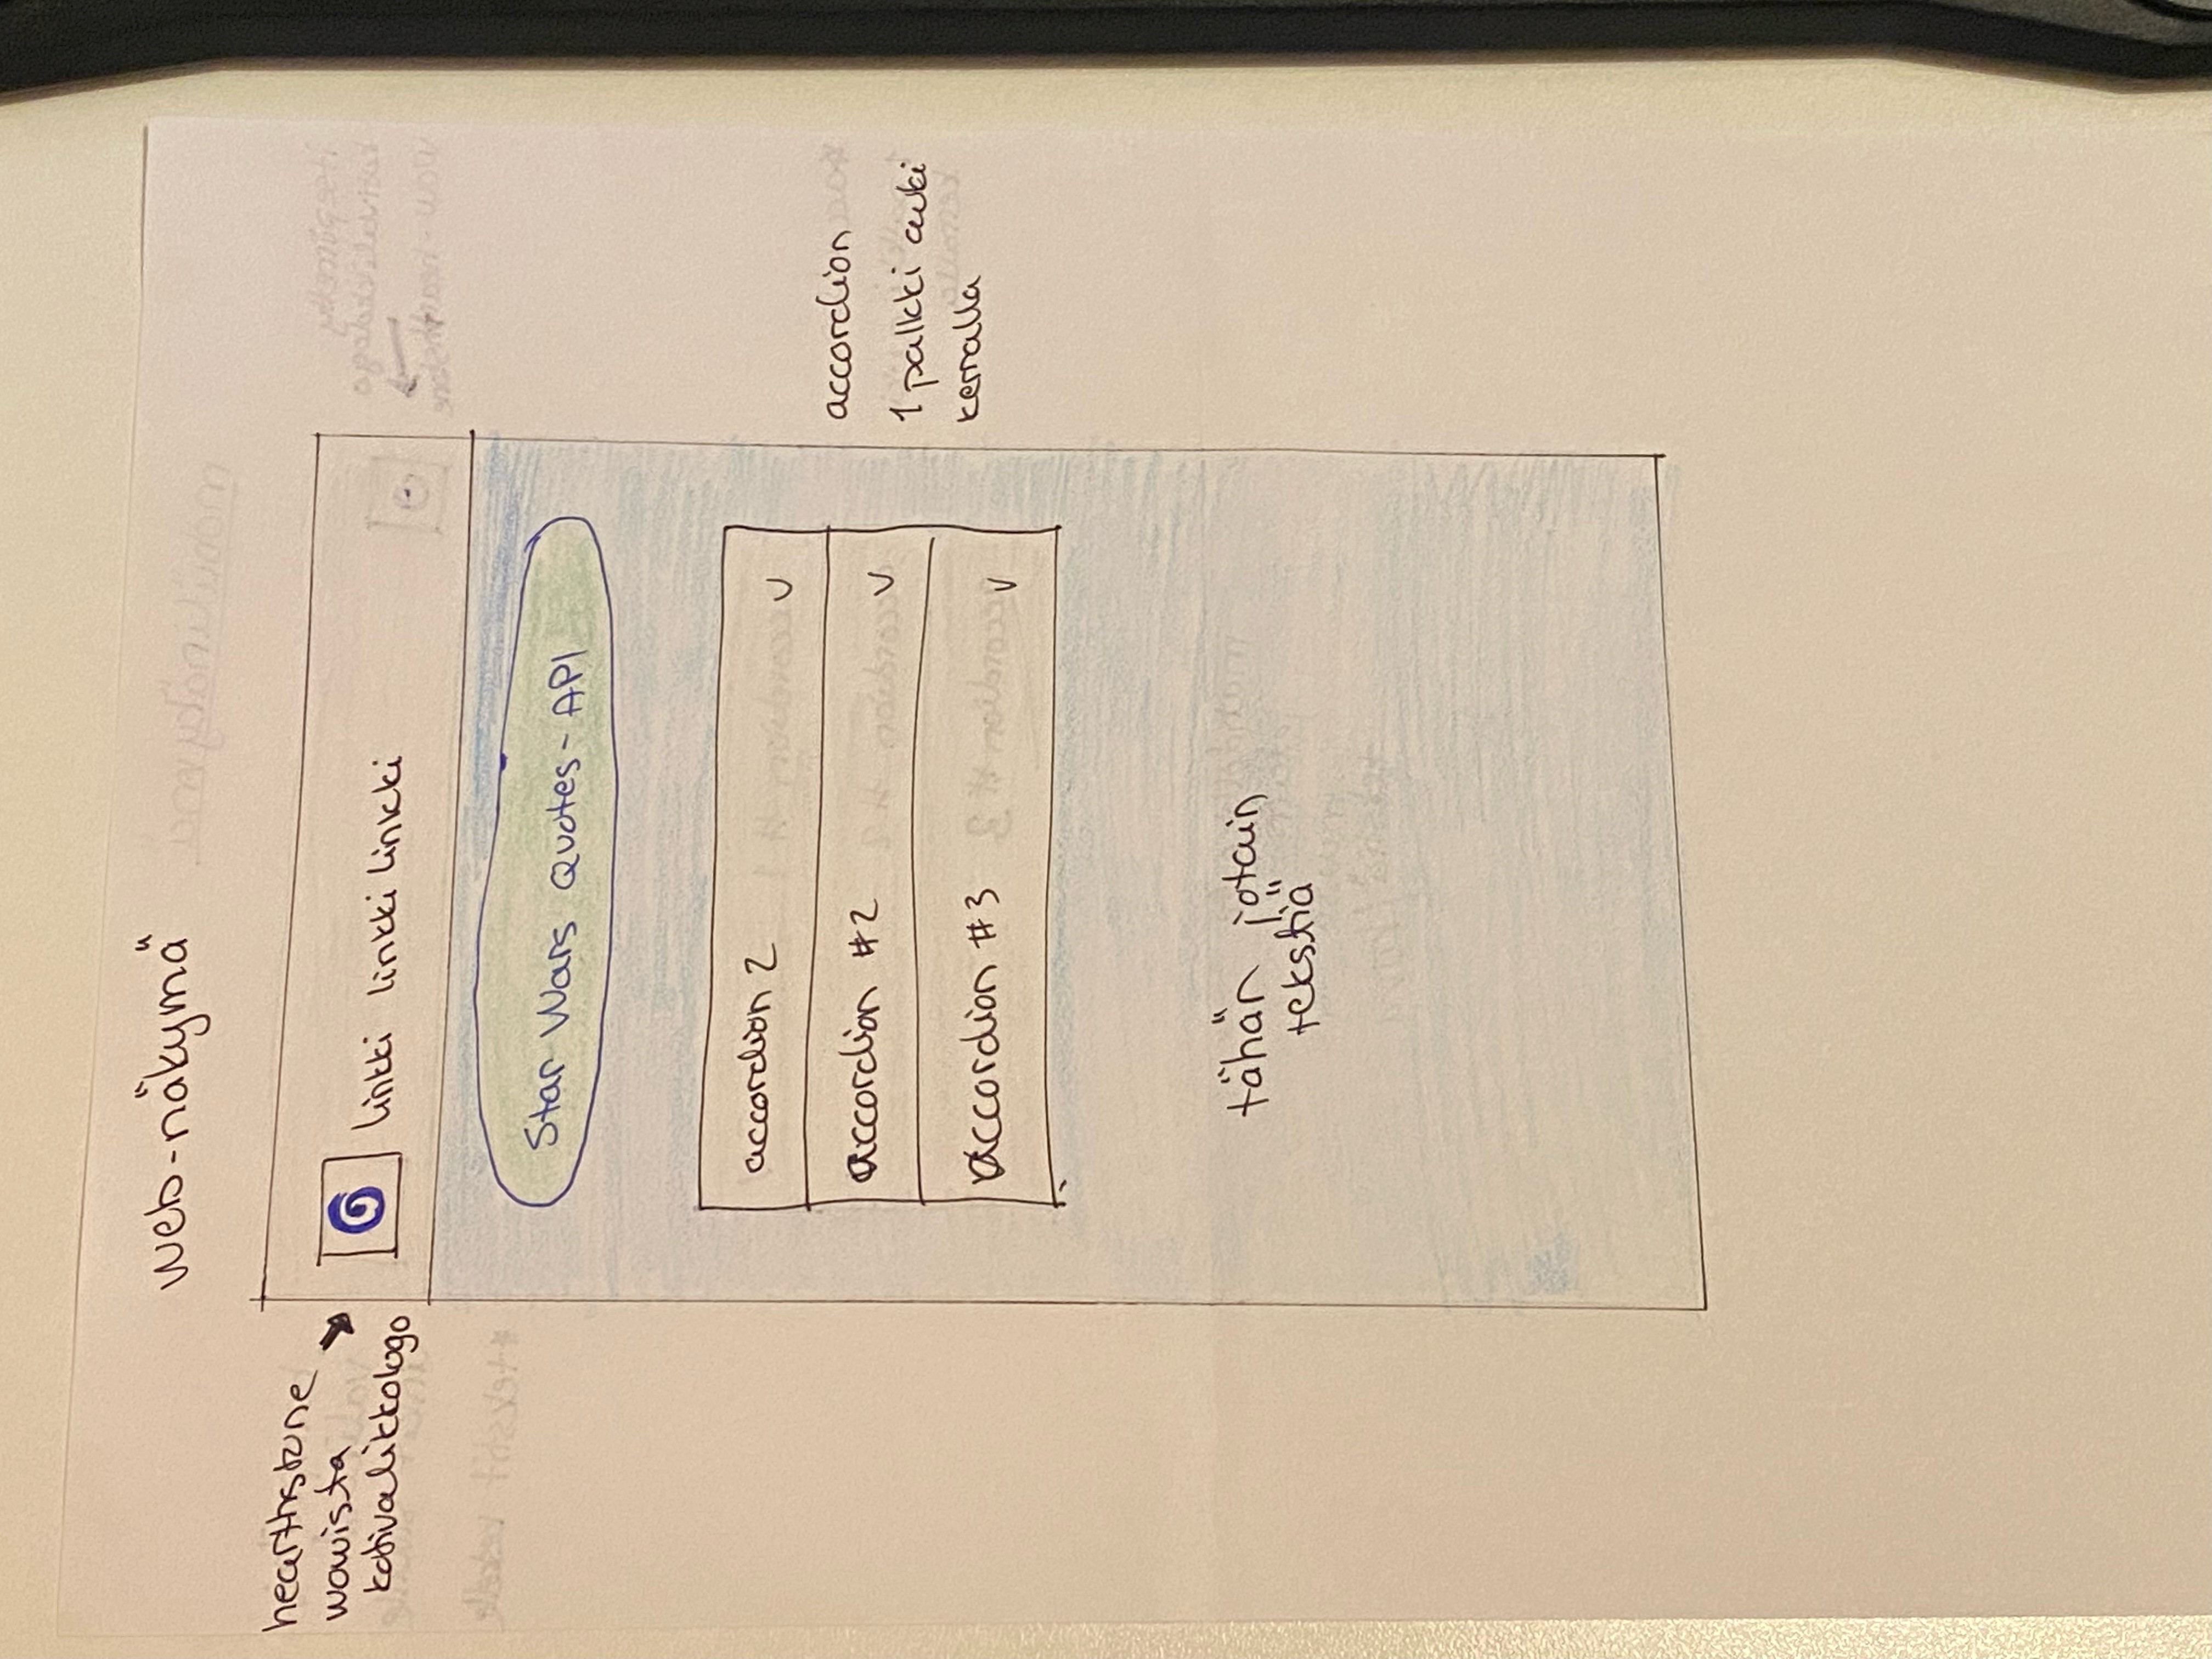 web-näkymä
hearthstone
wowista
kotivalikkologo
linkki linkki linkki linkki
Star Wars Quotes-API
accordion 2
accordion #2
accordion #3
accordion
1 palkki auki
kerralla
tähän jotain
tekstiä